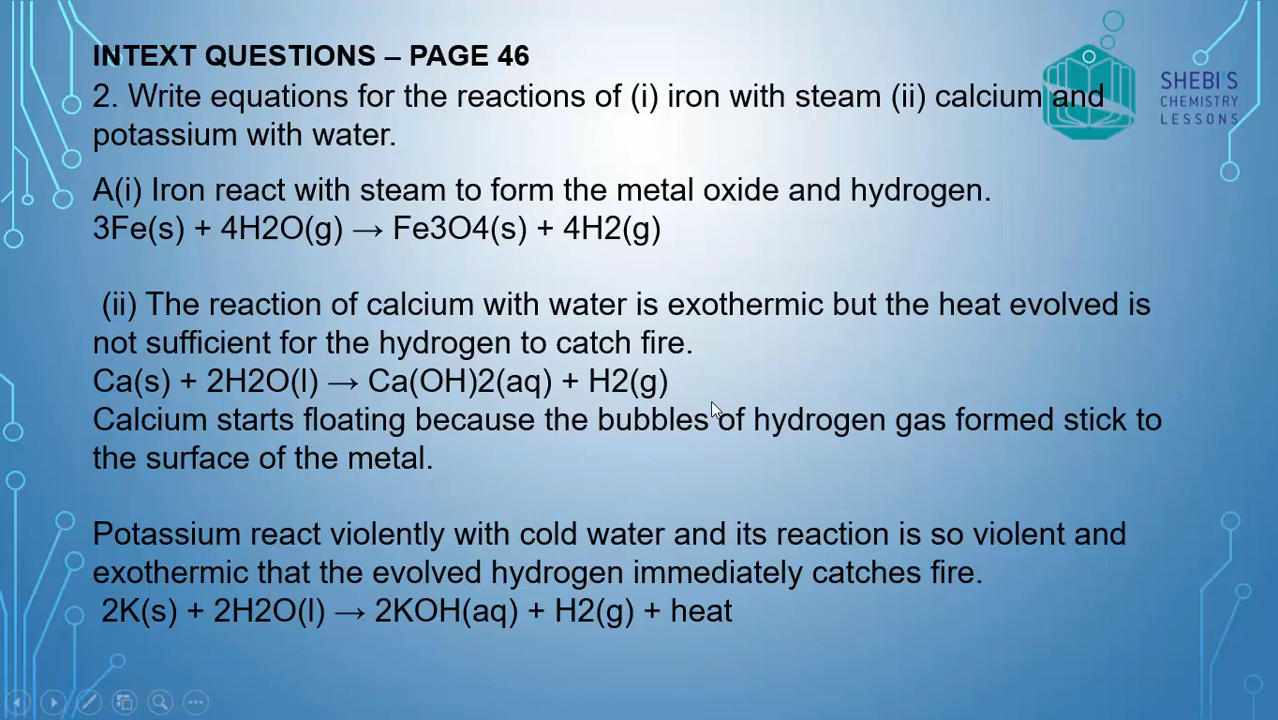 INTEXT QUESTIONS – PAGE 46
2. Write equations for the reactions of (i) iron with steam (ii) calcium and
potassium with water.
SHEBI'S
CHEMISTRY
LESSONS
A(i) Iron react with steam to form the metal oxide and hydrogen.
3Fe(s) + 4H2O(g) → Fe3O4(s) + 4H2(g)
(ii) The reaction of calcium with water is exothermic but the heat evolved is
not sufficient for the hydrogen to catch fire.
Ca(s) + 2H2O(l) → Ca(OH)2(aq) + H2(g)
Calcium starts floating because the bubbles of hydrogen gas formed stick to
the surface of the metal.
Potassium react violently with cold water and its reaction is so violent and
exothermic that the evolved hydrogen immediately catches fire.
2K(s) + 2H2O(l) → 2KOH(aq) + H2(g) + heat